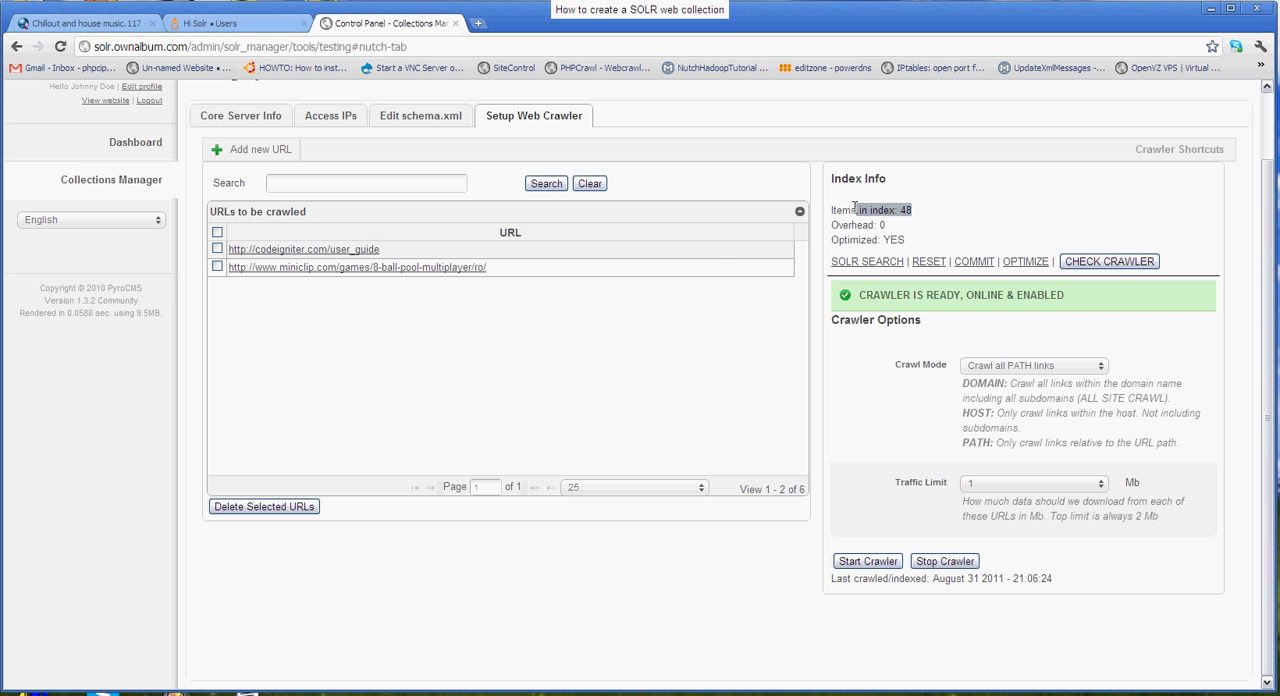 How to create a SOLR web collection
Chillout and house music. 117
Hi Solr • Users
Control Panel - Collections Ma
solr.ownalbum.com/admin/solr_manager/tools/testing#nutch-tab
Gmail - Inbox - phpcip...
Un-named Website • ...
HOWTO: How to inst...
Start a VNC Server o...
SiteControl
PHPCrawl - Webcrawl...
NutchHadoopTutorial ...
editzone - powerdns
IPtables: open port f...
UpdateXmlMessages - ...
OpenVZ VPS | Virtual ...
Hello Johnny Doe | Edit profile
View website | Logout
Dashboard
Collections Manager
English
Copyright © 2010 PyroCMS
Version 1.3.2 Community
Rendered in 0.0588 sec. using 9.5MB.
Core Server Info
Access IPs
Edit schema.xml
Setup Web Crawler
Add new URL
Crawler Shortcuts
Search
Search
Clear
URLs to be crawled
URL
http://codeigniter.com/user_guide
http://www.miniclip.com/games/8-ball-pool-multiplayer/ro/
Page 1 of 1
25
View 1 - 2 of 6
Delete Selected URLs
Index Info
Items in index: 48
Overhead: 0
Optimized: YES
SOLR SEARCH | RESET | COMMIT | OPTIMIZE | CHECK CRAWLER
CRAWLER IS READY, ONLINE & ENABLED
Crawler Options
Crawl Mode
Crawl all PATH links
DOMAIN: Crawl all links within the domain name
including all subdomains (ALL SITE CRAWL).
HOST: Only crawl links within the host. Not including
subdomains.
PATH: Only crawl links relative to the URL path.
Traffic Limit
1
Mb
How much data should we download from each of
these URLs in Mb. Top limit is always 2 Mb
Start Crawler
Stop Crawler
Last crawled/indexed: August 31 2011 - 21:06:24